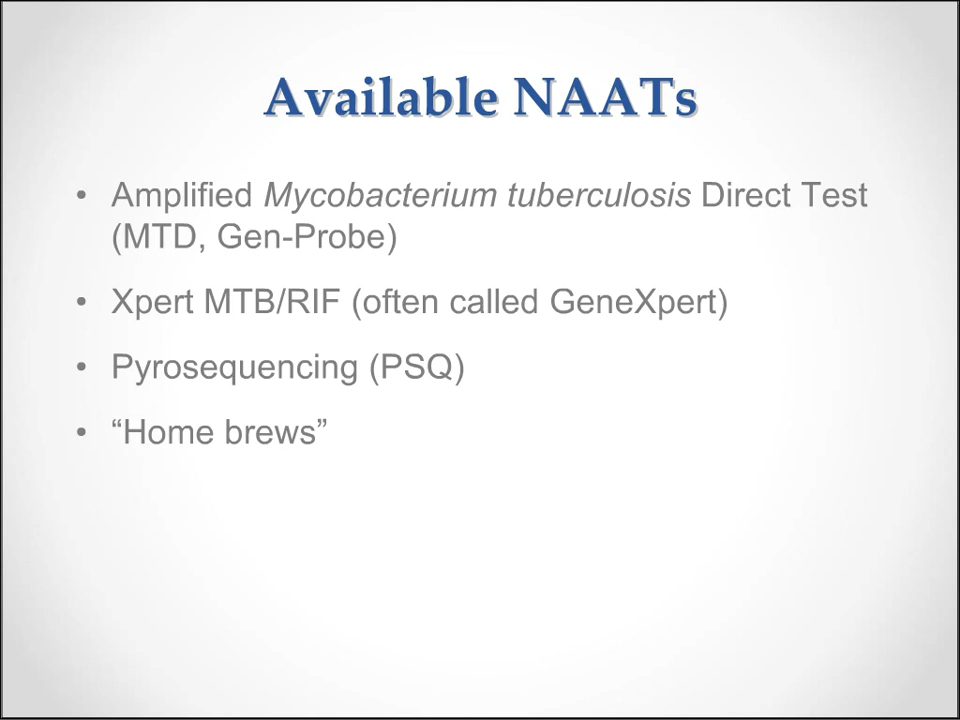 Available NAATs
• Amplified Mycobacterium tuberculosis Direct Test
(MTD, Gen-Probe)
• Xpert MTB/RIF (often called GeneXpert)
• Pyrosequencing (PSQ)
• “Home brews”